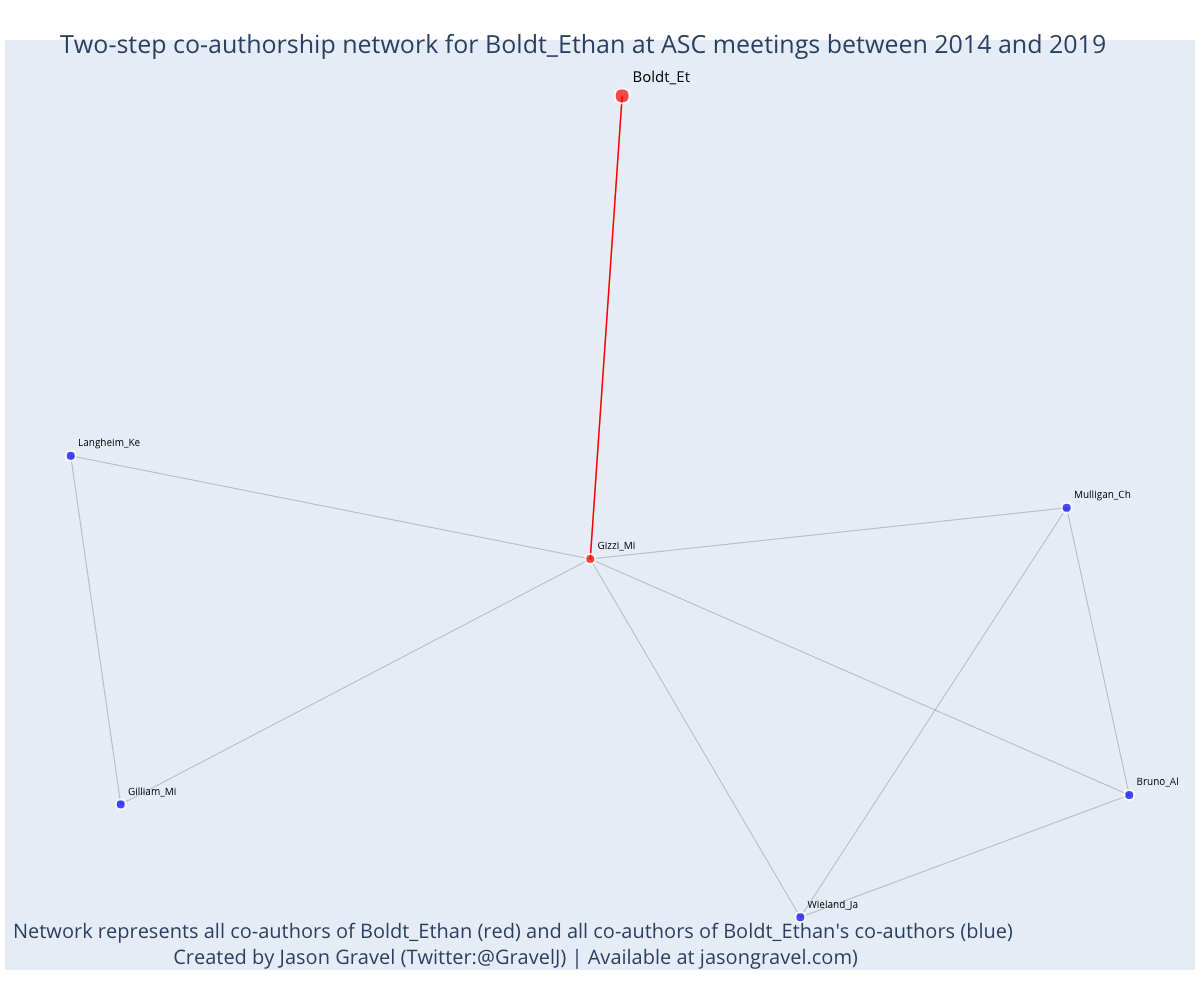 Two-step co-authorship network for Boldt_Ethan at ASC meetings between 2014 and 2019
Boldt_Et
Langheim_Ke
Mulligan_Ch
Gizzi_Mi
Bruno_Al
Gilliam_Mi
Wieland_Ja
Network represents all co-authors of Boldt_Ethan (red) and all co-authors of Boldt_Ethan's co-authors (blue)
Created by Jason Gravel (Twitter:@GravelJ) | Available at jasongravel.com)